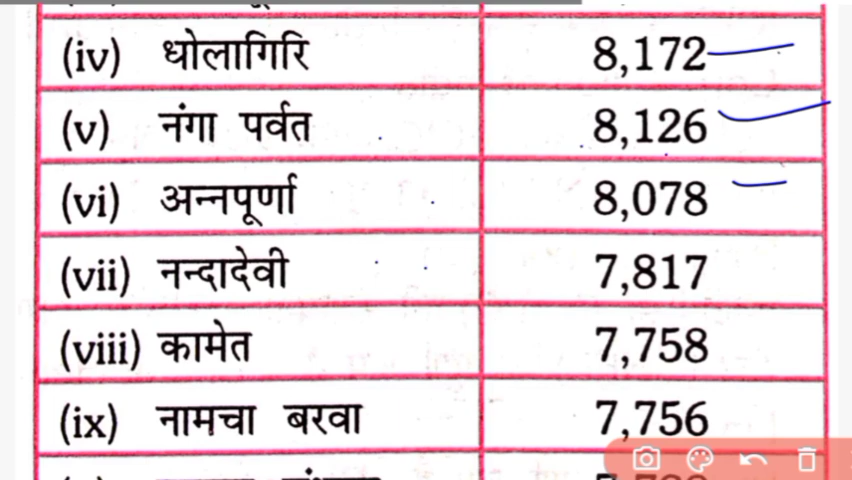 (iv) धोलागिरि 8,172
(v) नंगा पर्वत 8,126
(vi) अन्नपूर्णा 8,078
(vii) नन्दादेवी 7,817
(viii) कामेत 7,758
(ix) नामचा बरवा 7,756